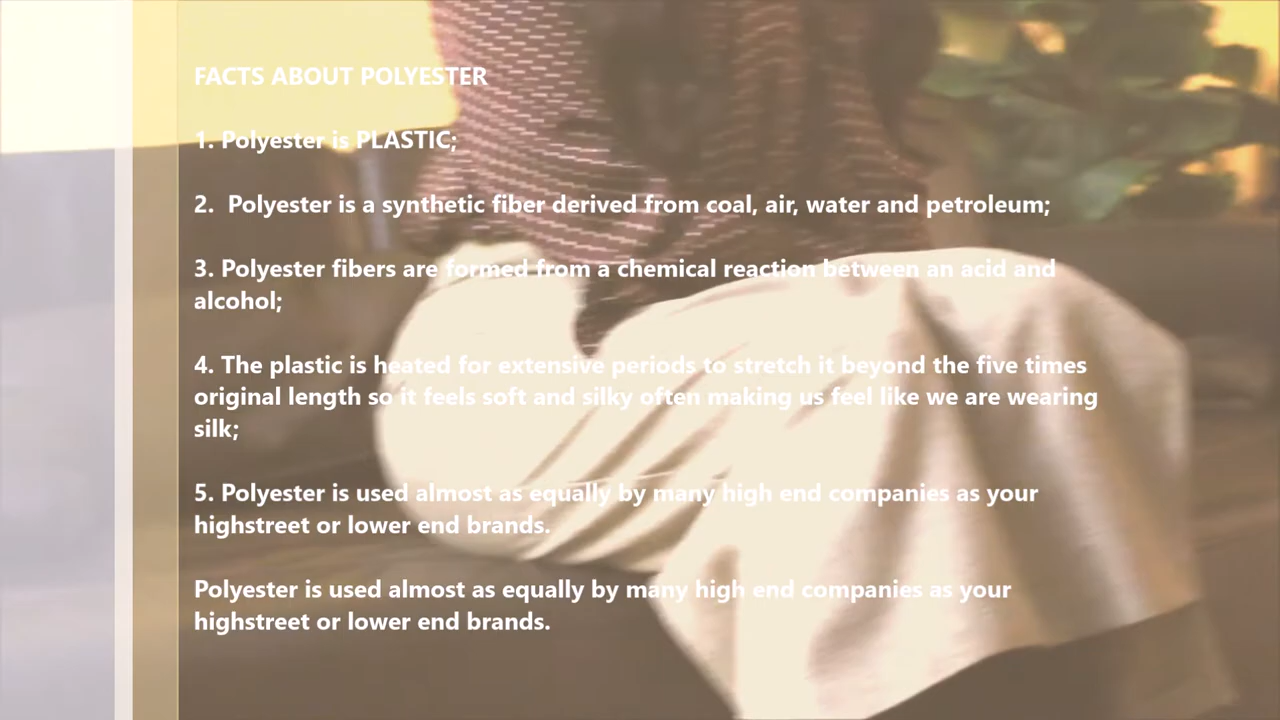 FACTS ABOUT POLYESTER
1. Polyester is PLASTIC;
2.  Polyester is a synthetic fiber derived from coal, air, water and petroleum;
3. Polyester fibers are formed from a chemical reaction between an acid and
alcohol;
4. The plastic is heated for extensive periods to stretch it beyond the five times
original length so it feels soft and silky often making us feel like we are wearing
silk;
5. Polyester is used almost as equally by many high end companies as your
highstreet or lower end brands.
Polyester is used almost as equally by many high end companies as your
highstreet or lower end brands.